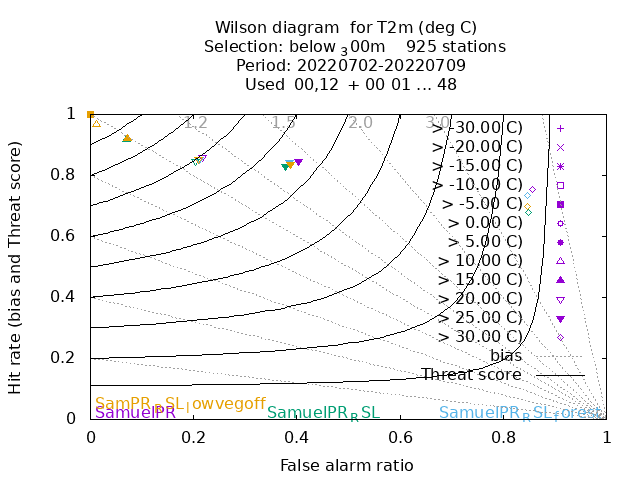 Wilson diagram  for T2m (deg C)
Selection: below ₃00m    925 stations
Period: 20220702-20220709
Used  00,12  + 00 01 ... 48
Hit rate (bias and Threat score)
1
0.8
0.6
0.4
0.2
0
1.2
1.5
2.0
3.0
> -30.00 C)
> -20.00 C)
> -15.00 C)
> -10.00 C)
> -5.00 C)
> 0.00 C)
> 5.00 C)
> 10.00 C)
> 15.00 C)
> 20.00 C)
> 25.00 C)
> 30.00 C)
bias
Threat score
SamPR_RSL_lowvegoff
SamuelPR
SamuelPR_RSL
SamuelPR_RSL_forest
0
0.2
0.4
0.6
0.8
1
False alarm ratio